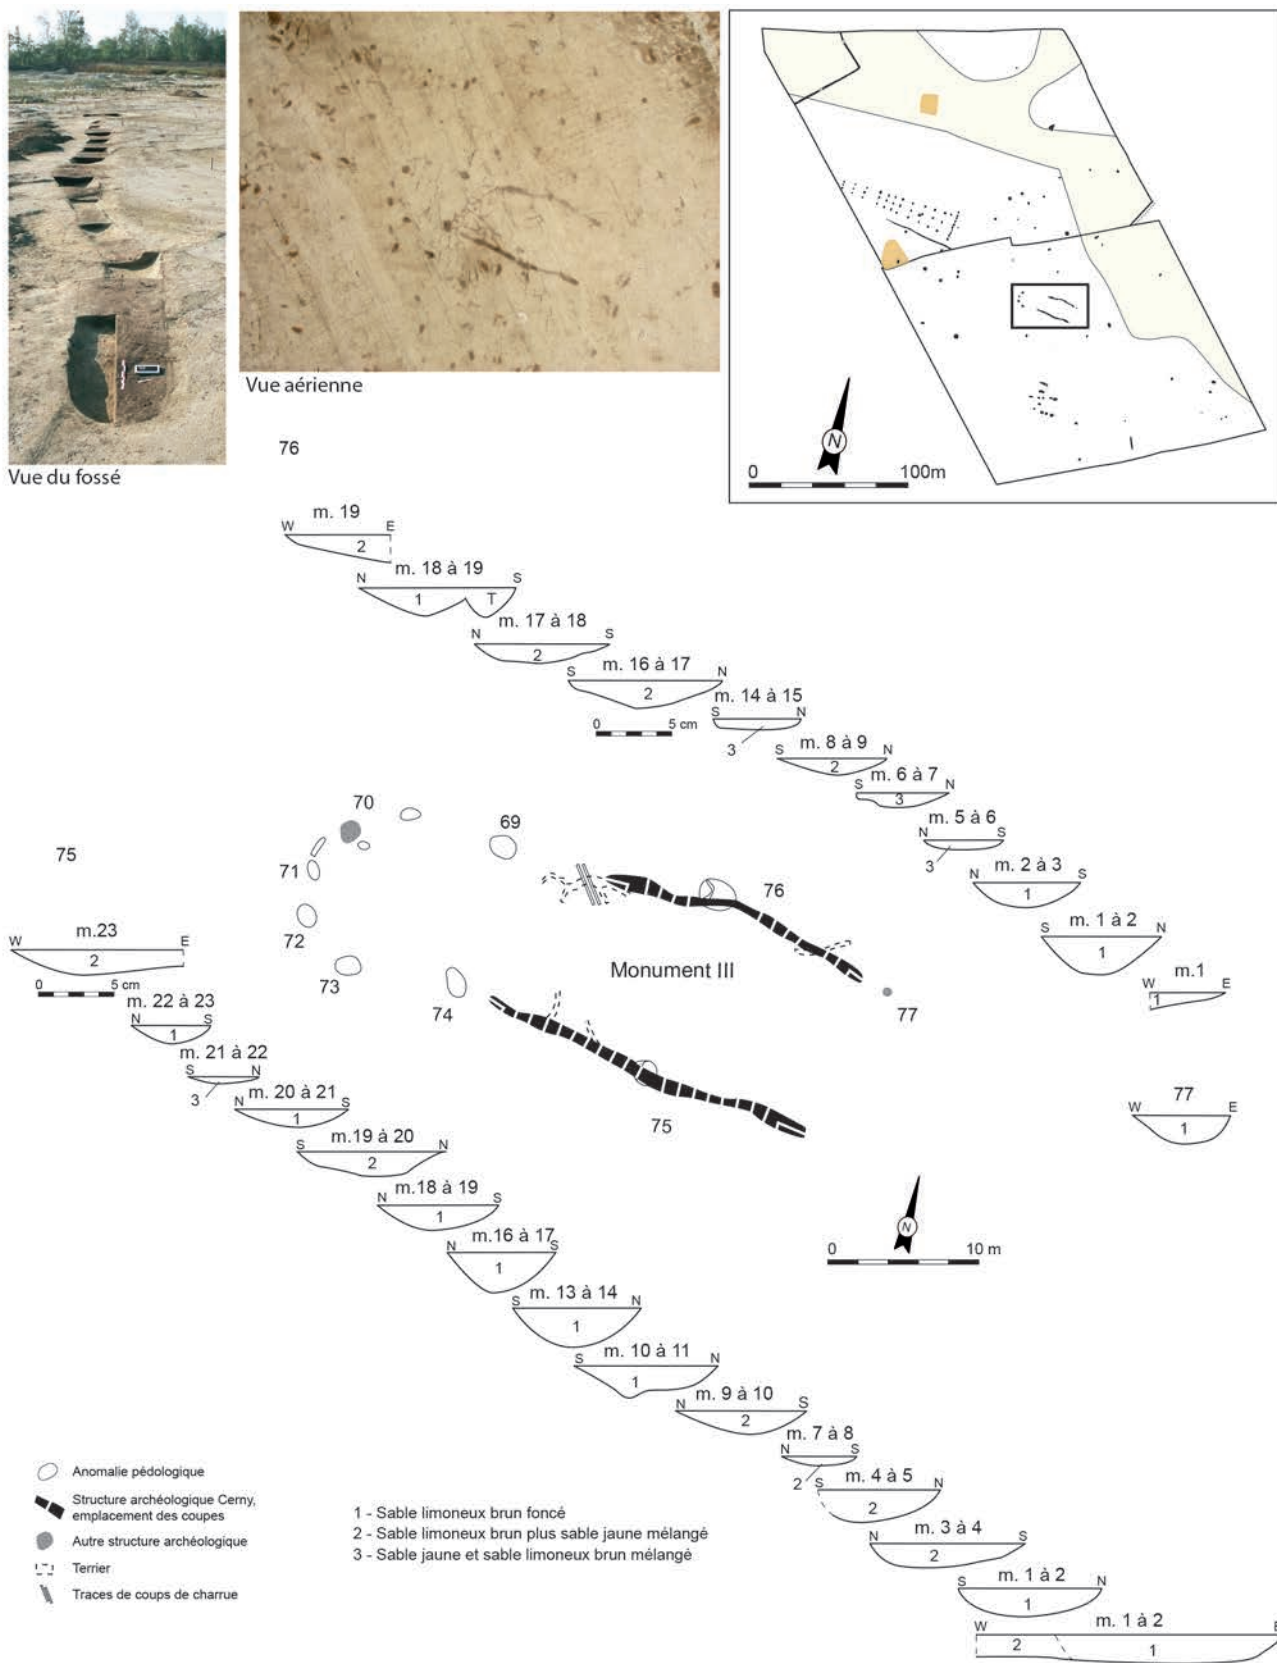 Vue du fossé
Vue aérienne
N
0 100m
76
m. 19
W E
2
m. 18 à 19
N S
1 T
m. 17 à 18
N S
2
m. 16 à 17
S N
2
0 5 cm
m. 14 à 15
S N
3
m. 8 à 9
S N
2
m. 6 à 7
S N
3
m. 5 à 6
N S
3
m. 2 à 3
N S
1
m. 1 à 2
S N
1
m.1
W E
1
70
69
71
72
73
74
76
Monument III
77
75
75
m.23
W E
2
0 5 cm
m. 22 à 23
N S
1
m. 21 à 22
S N
3
m. 20 à 21
N S
1
m.19 à 20
S N
2
m.18 à 19
N S
1
m.16 à 17
N S
1
m. 13 à 14
S N
1
m. 10 à 11
S N
1
m. 9 à 10
N S
2
m. 7 à 8
N S
2
m. 4 à 5
S N
2
m. 3 à 4
N S
2
m. 1 à 2
S N
1
m. 1 à 2
W E
2 1
77
W E
1
N
0 10 m
Anomalie pédologique
Structure archéologique Cerny,
emplacement des coupes
Autre structure archéologique
Terrier
Traces de coups de charrue
1 - Sable limoneux brun foncé
2 - Sable limoneux brun plus sable jaune mélangé
3 - Sable jaune et sable limoneux brun mélangé